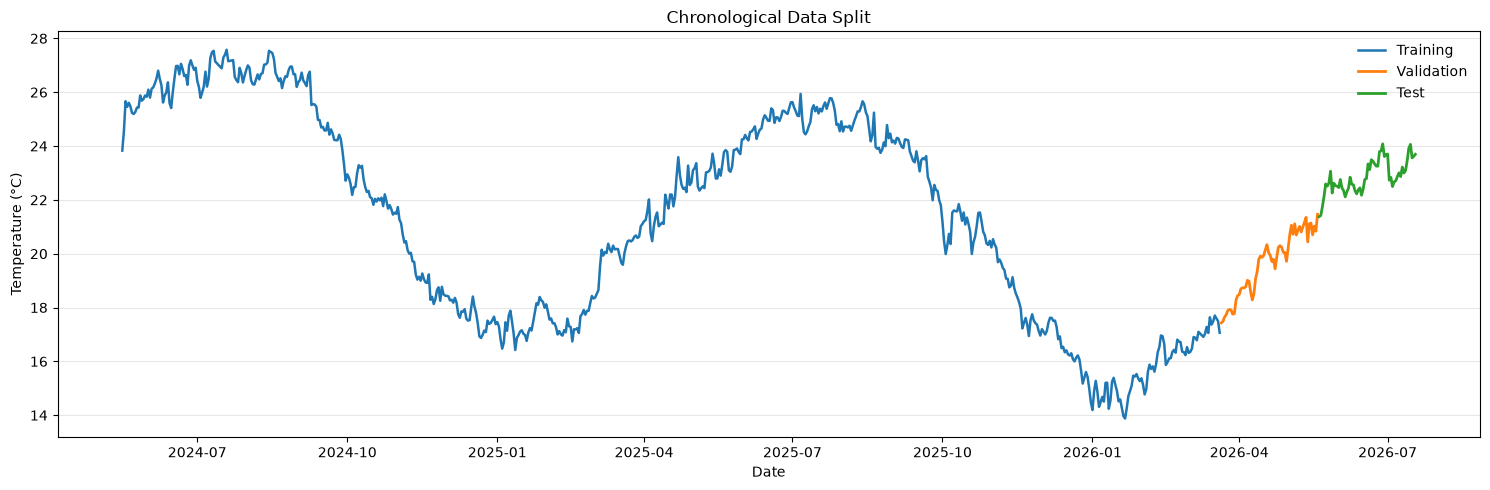 Chronological Data Split
Temperature (°C)
28
26
24
22
20
18
16
14
Training
Validation
Test
2024-07
2024-10
2025-01
2025-04
2025-07
2025-10
2026-01
2026-04
2026-07
Date